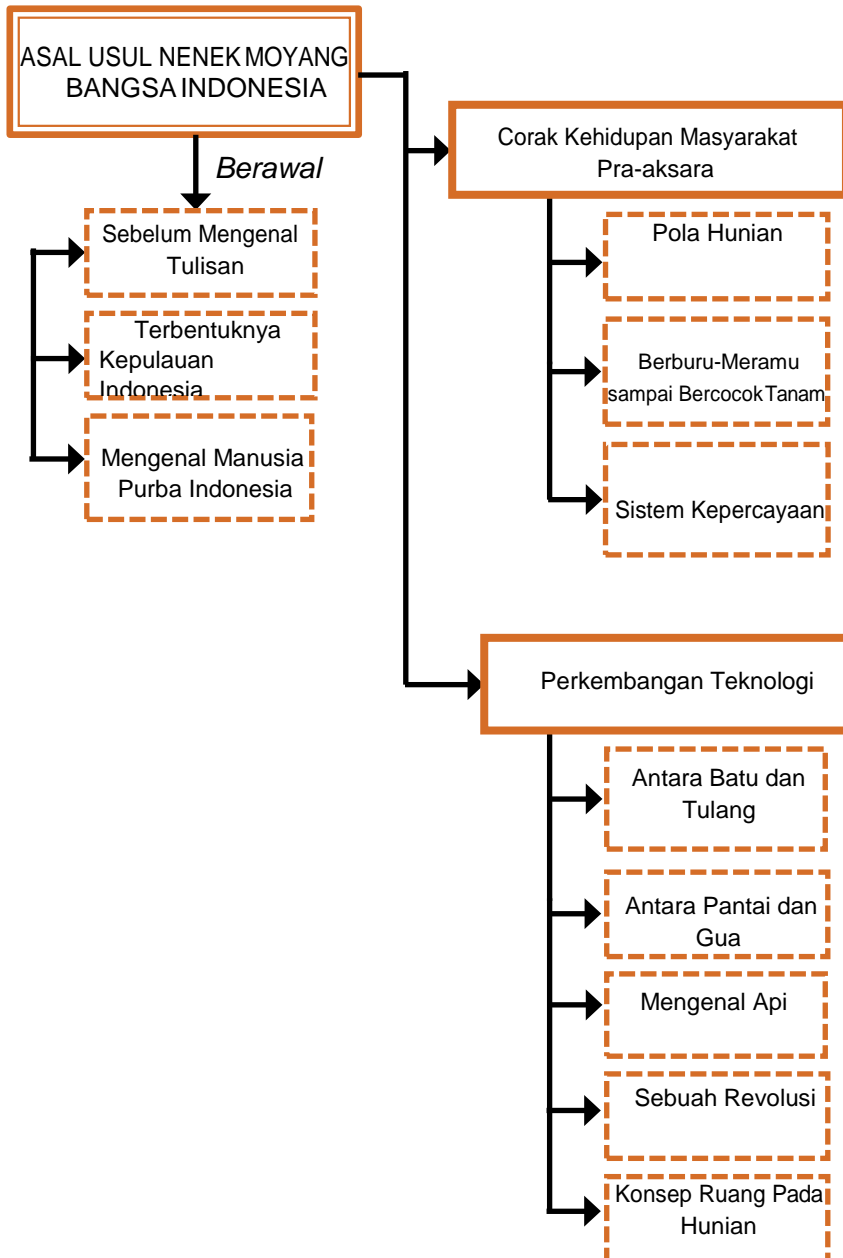 ASAL USUL NENEK MOYANG
BANGSA INDONESIA
Berawal
Sebelum Mengenal
Tulisan
Terbentuknya
Kepulauan
Indonesia
Mengenal Manusia
Purba Indonesia
Corak Kehidupan Masyarakat
Pra-aksara
Pola Hunian
Berburu-Meramu
sampai Bercocok Tanam
Sistem Kepercayaan
Perkembangan Teknologi
Antara Batu dan
Tulang
Antara Pantai dan
Gua
Mengenal Api
Sebuah Revolusi
Konsep Ruang Pada
Hunian